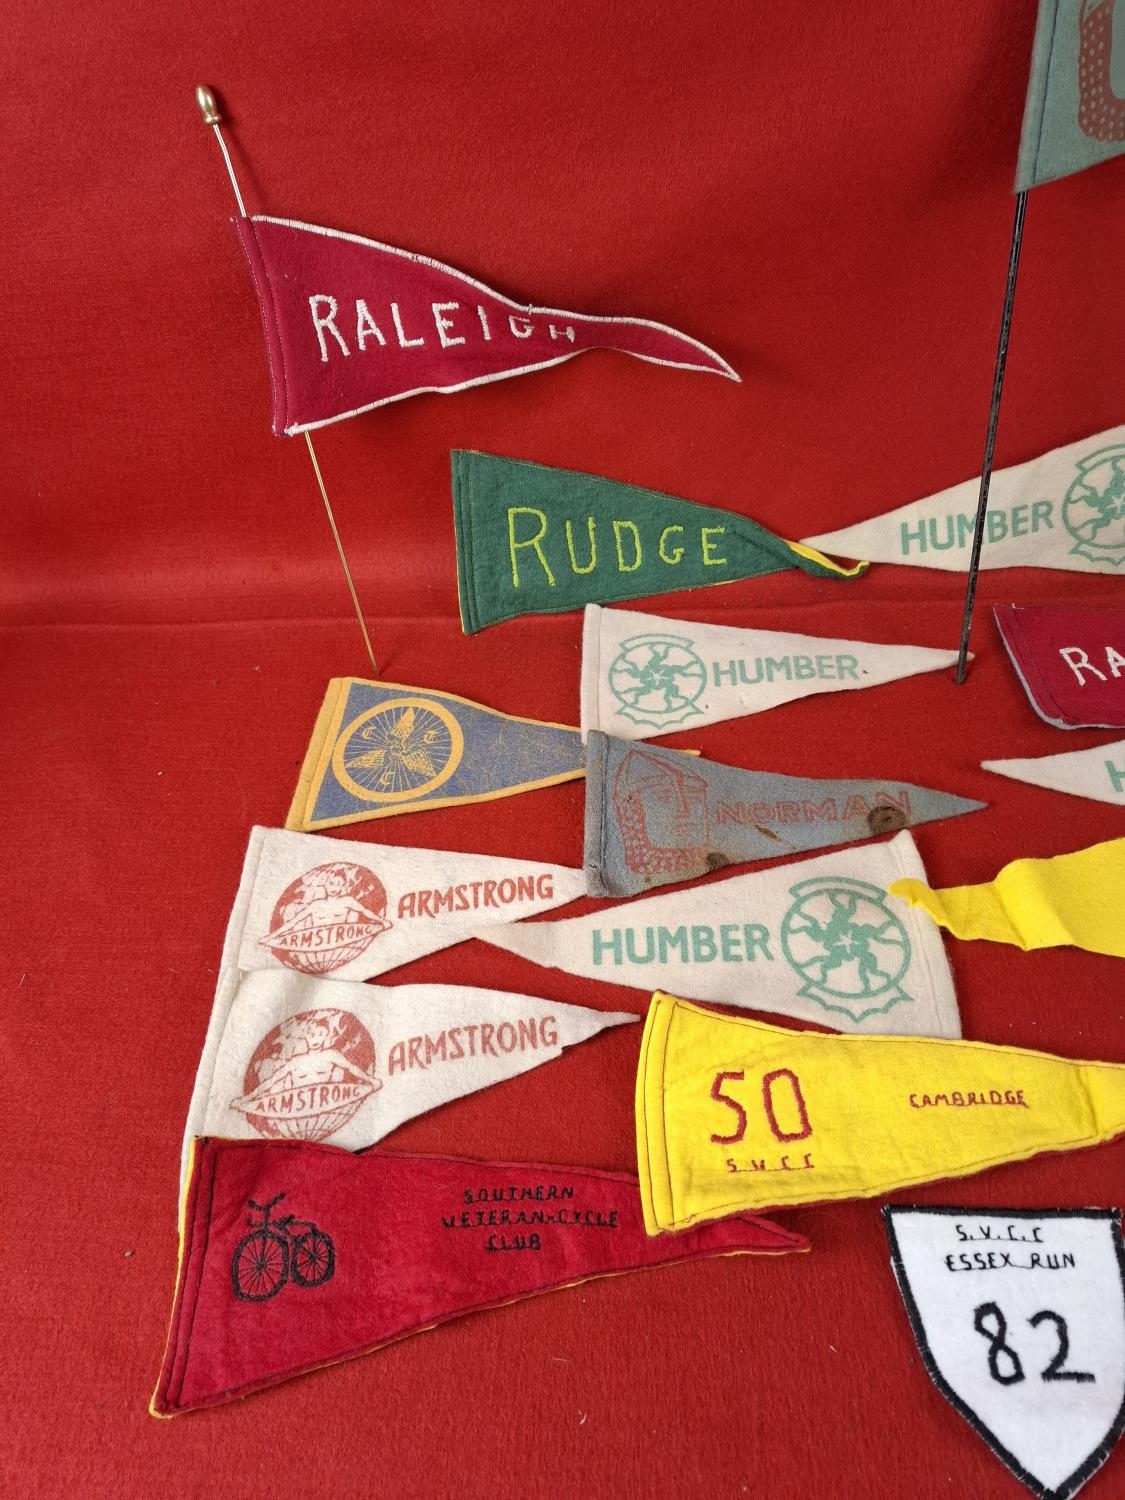 RALEIGH
RUDGE
HUMBER
HUMBER
RA
C T C
H
NORMAN
ARMSTRONG
ARMSTRONG
HUMBER
ARMSTRONG
ARMSTRONG
50
S.V.C.C
CAMBRIDGE
SOUTHERN
VETERAN-CYCLE
CLUB
S.V.C.C
ESSEX RUN
82